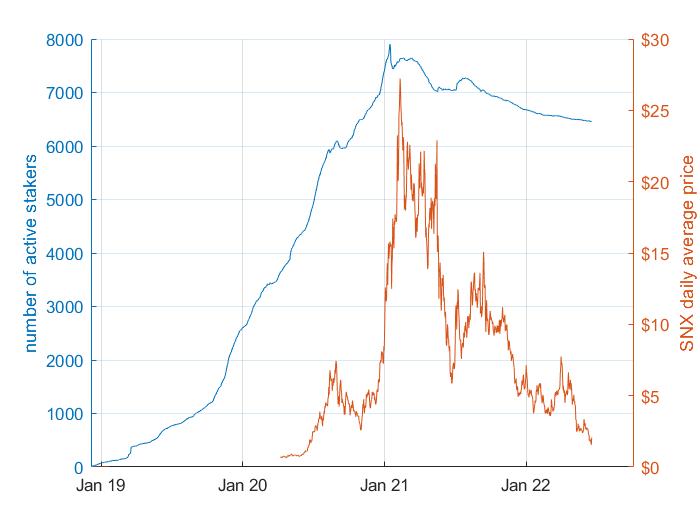 8000
7000
6000
5000
4000
3000
2000
1000
0
number of active stakers
$30
$25
$20
$15
$10
$5
$0
SNX daily average price
Jan 19
Jan 20
Jan 21
Jan 22